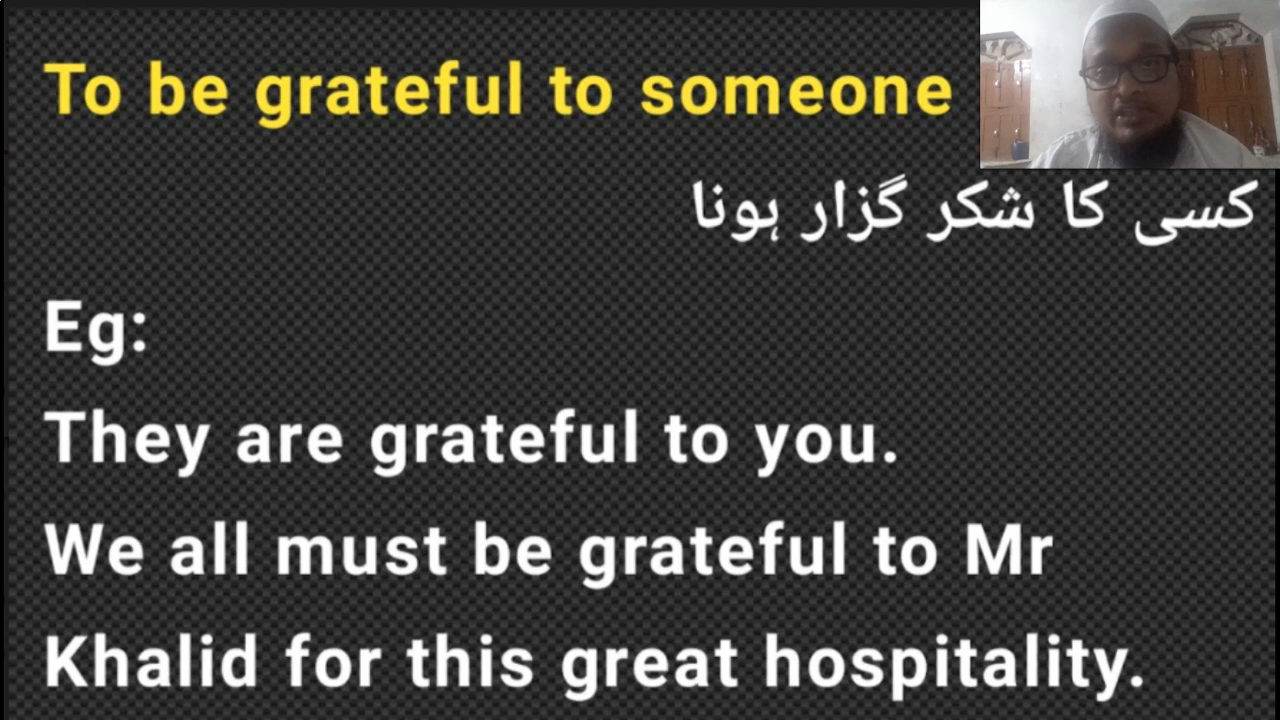 To be grateful to someone
کسی کا شکر گزار ہونا
Eg:
They are grateful to you.
We all must be grateful to Mr
Khalid for this great hospitality.